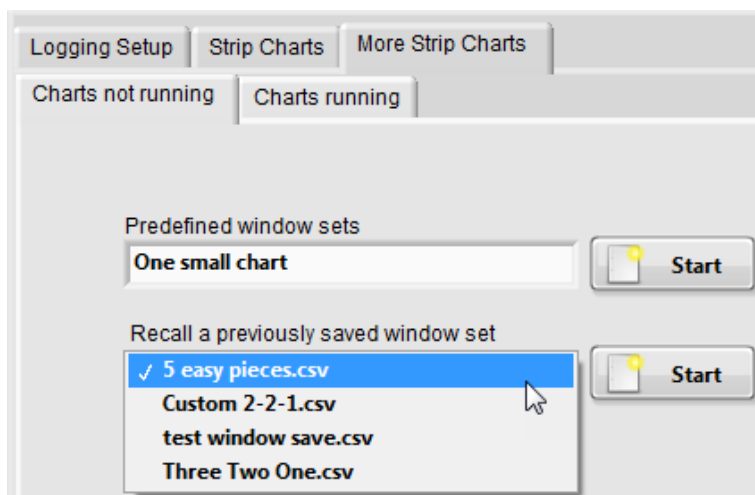 Logging Setup Strip Charts More Strip Charts
Charts not running Charts running
Predefined window sets
One small chart Start
Recall a previously saved window set
✓ 5 easy pieces.csv Start
Custom 2-2-1.csv
test window save.csv
Three Two One.csv